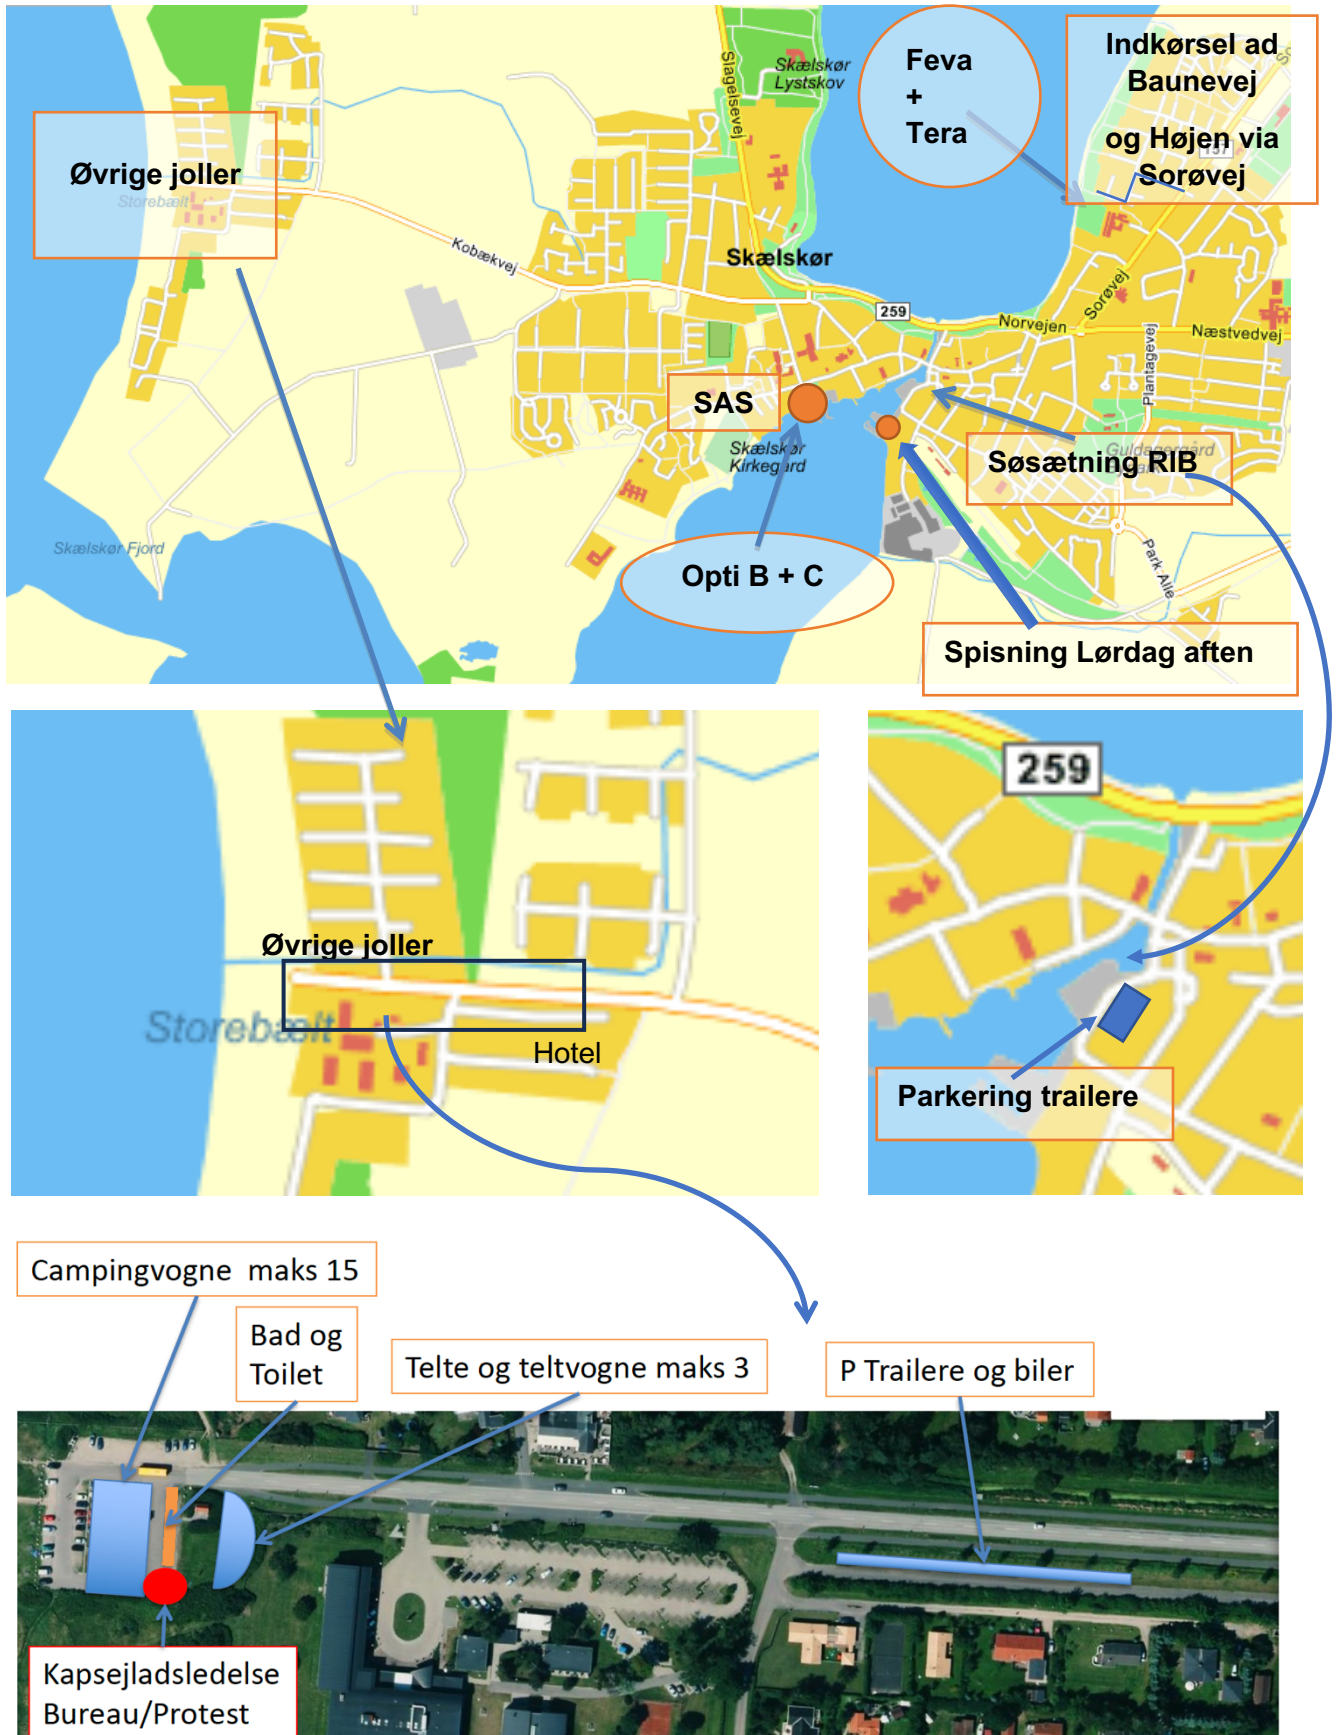 Feva
+
Tera
Indkørsel ad
Baunevej
og Højen via
Sorøvej
157
Skælskør
Lystskov
Slagelsevej
Øvrige joller
Storebælt
Kobækvej
Skælskør
259
Norvejen
Sorøvej
Næstvedvej
Plantagevej
SAS
Skælskør
Kirkegård
Søsætning RIB
Guldagergård
Skælskør Fjord
Opti B + C
Park Alle
Spisning Lørdag aften
259
Øvrige joller
Storebælt
Hotel
Parkering trailere
Campingvogne maks 15
Bad og
Toilet
Telte og teltvogne maks 3
P Trailere og biler
Kapsejladsledelse
Bureau/Protest